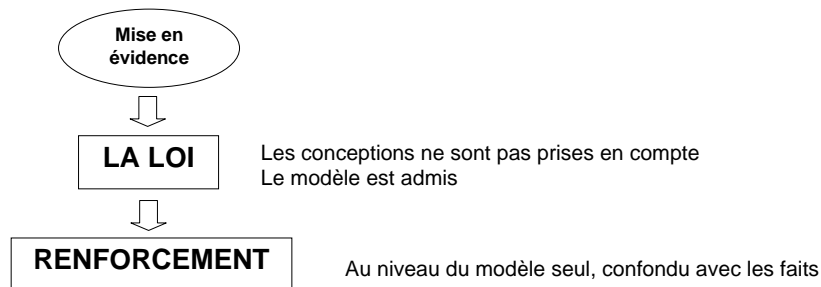 Mise en
évidence
LA LOI
Les conceptions ne sont pas prises en compte
Le modèle est admis
RENFORCEMENT
Au niveau du modèle seul, confondu avec les faits